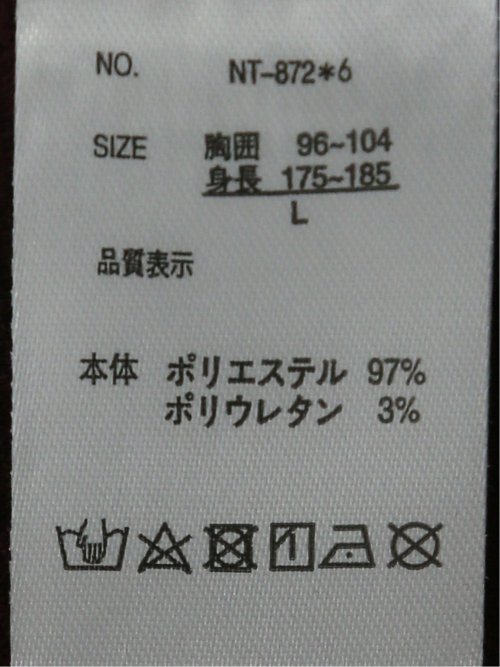 NO. NT-872*6
SIZE 胸囲 96~104
身長 175~185
L
品質表示
本体 ポリエステル 97%
ポリウレタン 3%